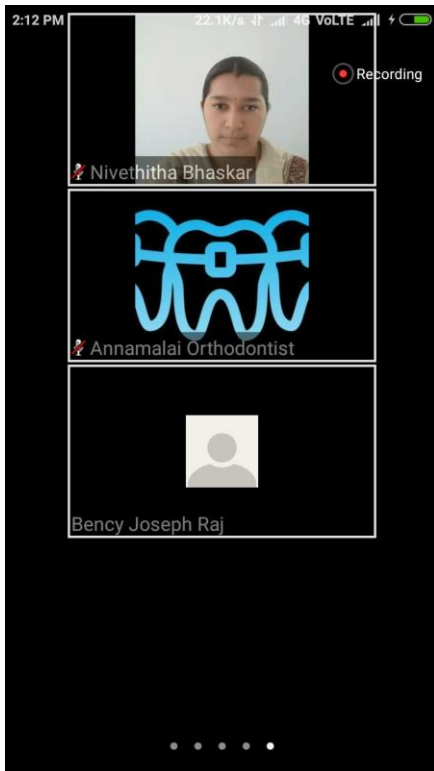 2:12 PM 22.1K/s 4G VoLTE
Recording
Nivethitha Bhaskar
Annamalai Orthodontist
Bency Joseph Raj